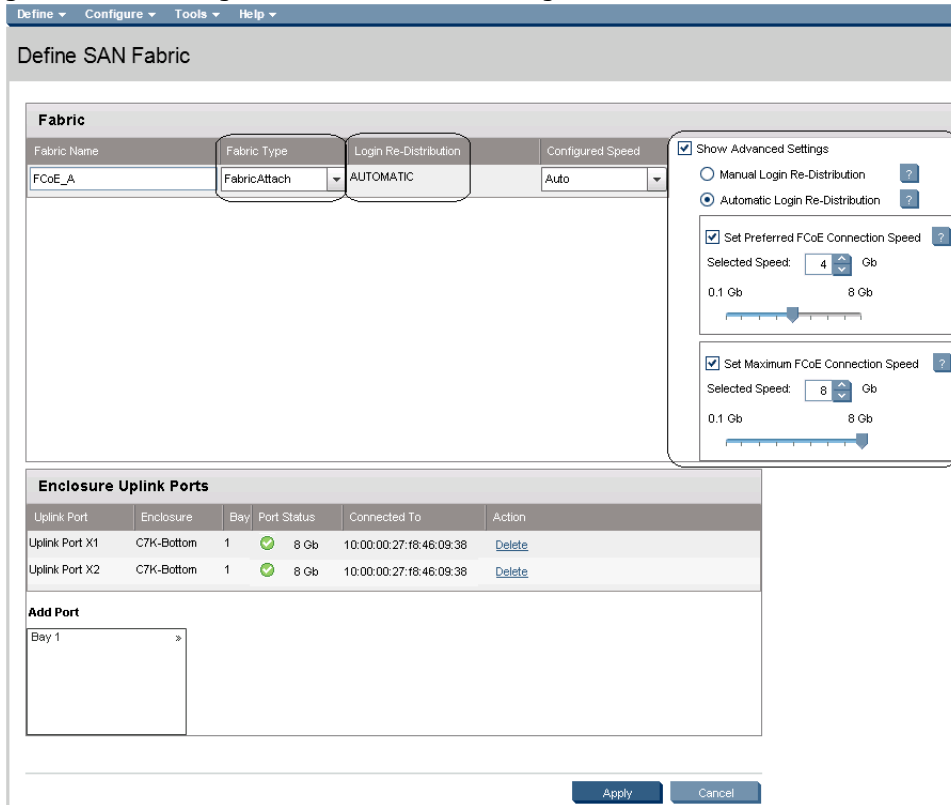 Define Configure Tools Help
Define SAN Fabric
Fabric
Fabric Name Fabric Type Login Re-Distribution Configured Speed
FCoE_A FabricAttach AUTOMATIC Auto
Show Advanced Settings
Manual Login Re-Distribution ?
Automatic Login Re-Distribution ?
Set Preferred FCoE Connection Speed ?
Selected Speed: 4 Gb
0.1 Gb 8 Gb
Set Maximum FCoE Connection Speed ?
Selected Speed: 8 Gb
0.1 Gb 8 Gb
Enclosure Uplink Ports
Uplink Port Enclosure Bay Port Status Connected To Action
Uplink Port X1 C7K-Bottom 1 8 Gb 10:00:00:27:f8:46:09:38 Delete
Uplink Port X2 C7K-Bottom 1 8 Gb 10:00:00:27:f8:46:09:38 Delete
Add Port
Bay 1 »
Apply Cancel